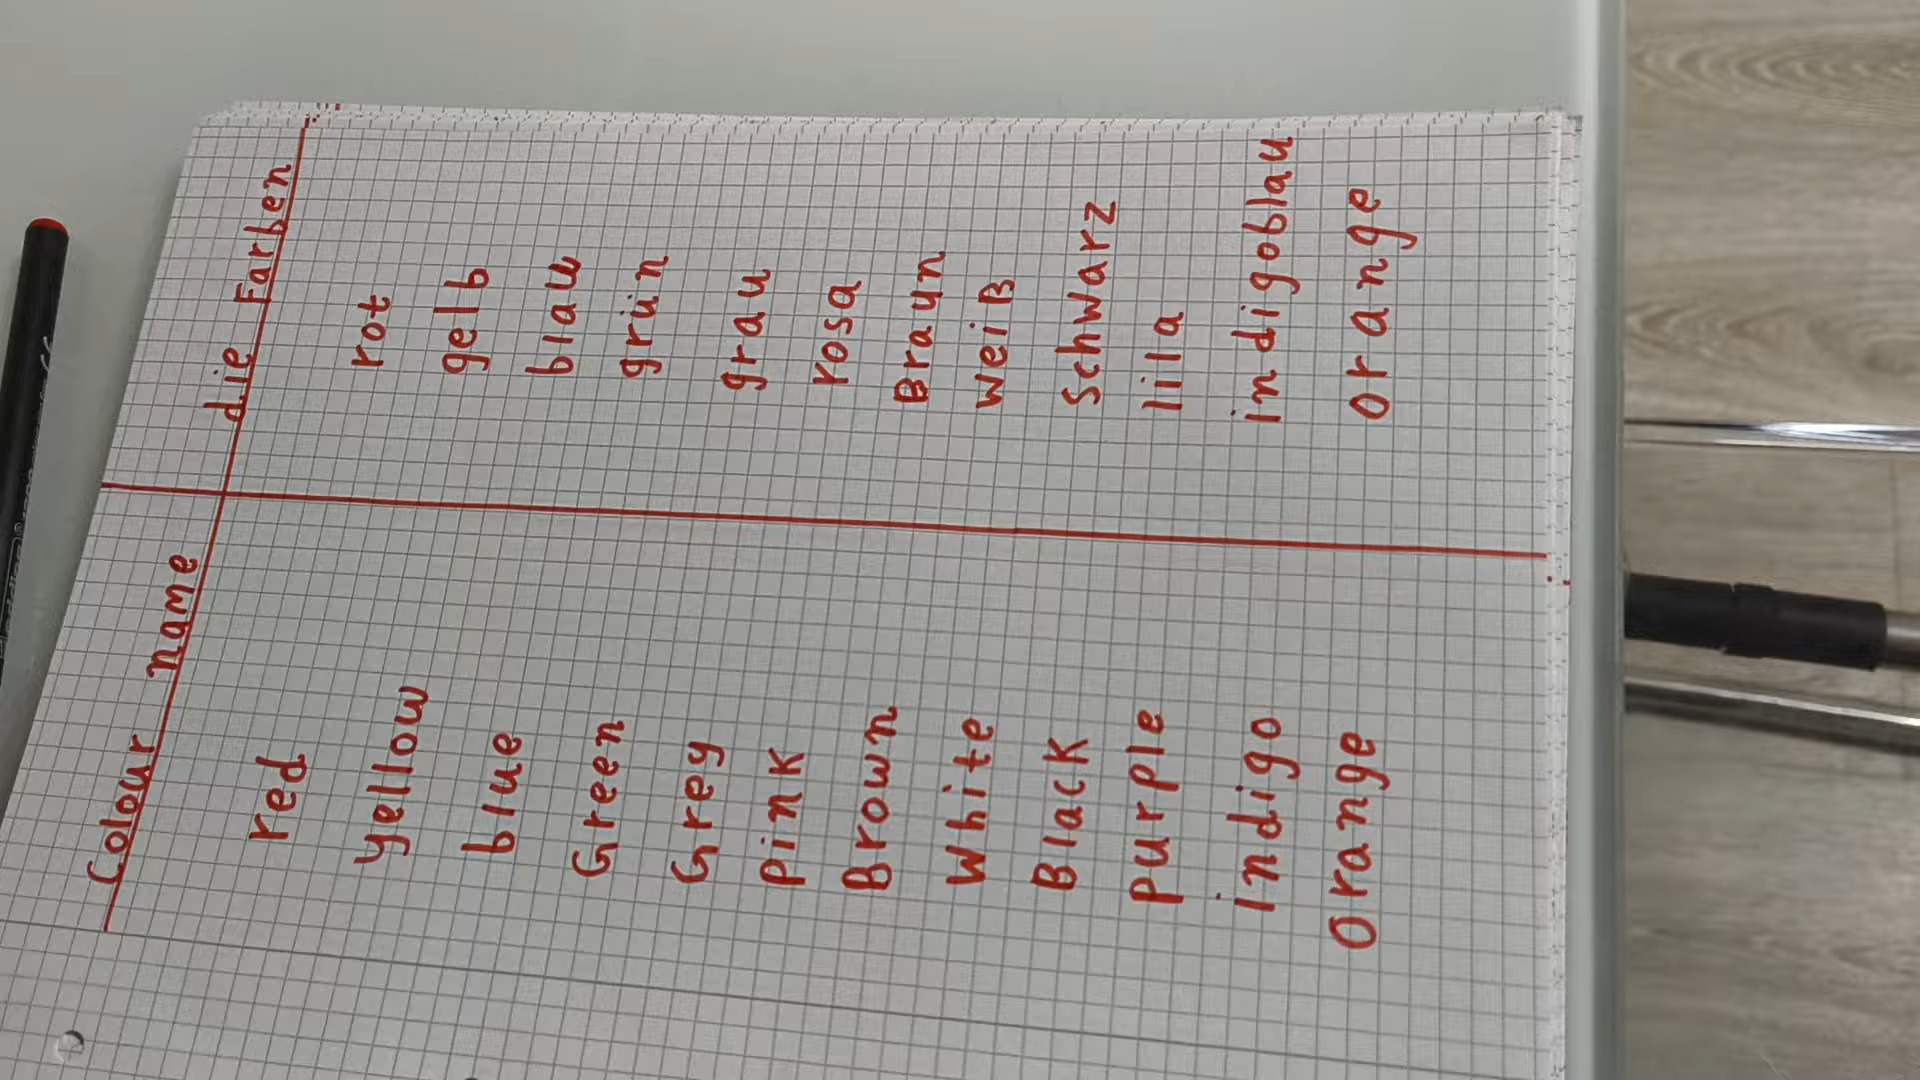 Colour name die Farben
red rot
yellow gelb
blue blau
Green grün
Grey grau
Pink rosa
Brown Braun
White weiß
Black Schwarz
purple lila
indigo indigoblau
orange orange